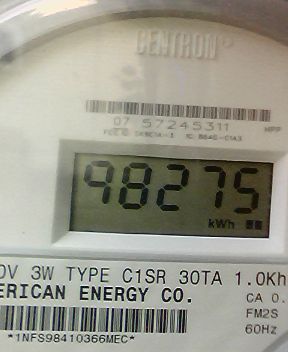 CENTRON®
07 57245311
98275
kWh
0V 3W TYPE C1SR 30TA 1.0Kh
ERICAN ENERGY CO.
CA 0.
FM2S
60Hz
*1NFS98410366MEC*